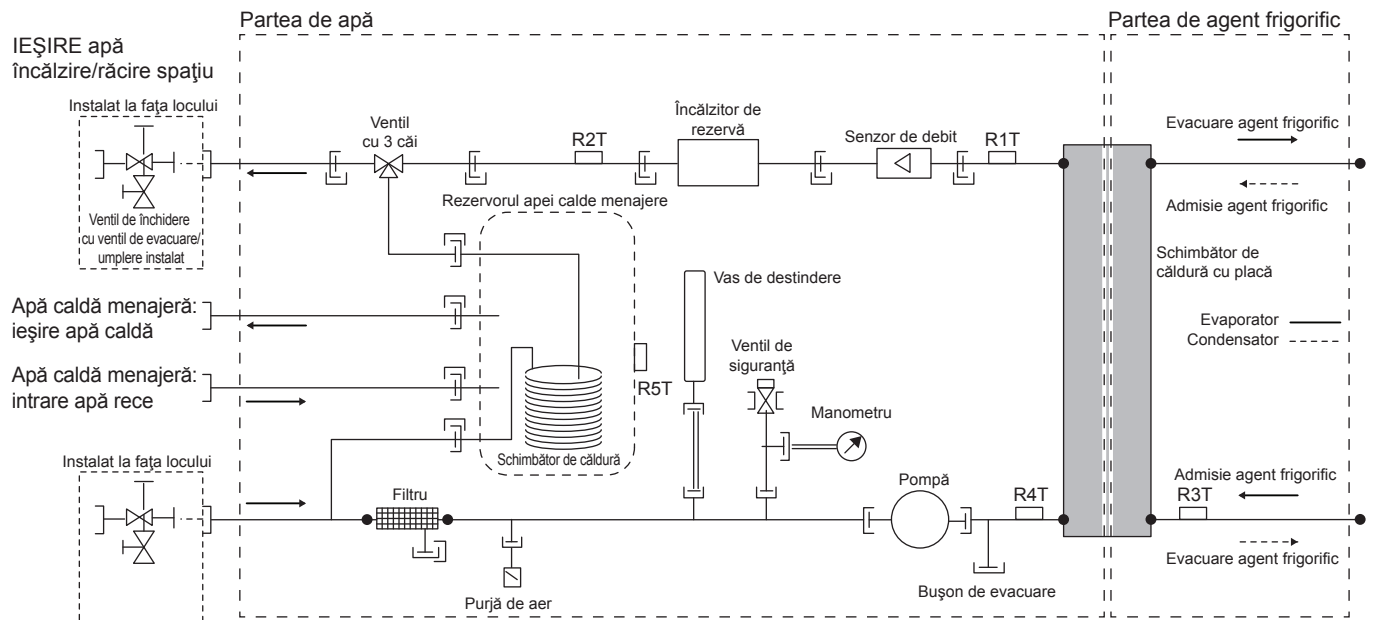 Partea de apă
Partea de agent frigorific
IEŞIRE apă
încălzire/răcire spaţiu
Instalat la faţa locului
Ventil
cu 3 căi
R2T
Încălzitor de
rezervă
Senzor de debit
R1T
Evacuare agent frigorific
Admisie agent frigorific
Ventil de închidere
cu ventil de evacuare/
umplere instalat
Rezervorul apei calde menajere
Schimbător de
căldură cu placă
Vas de destindere
Apă caldă menajeră:
ieşire apă caldă
Evaporator
Condensator
Ventil de
siguranţă
R5T
Apă caldă menajeră:
intrare apă rece
Manometru
Schimbător de căldură
Instalat la faţa locului
Filtru
Pompă
R4T
R3T
Admisie agent frigorific
Evacuare agent frigorific
Buşon de evacuare
Purjă de aer